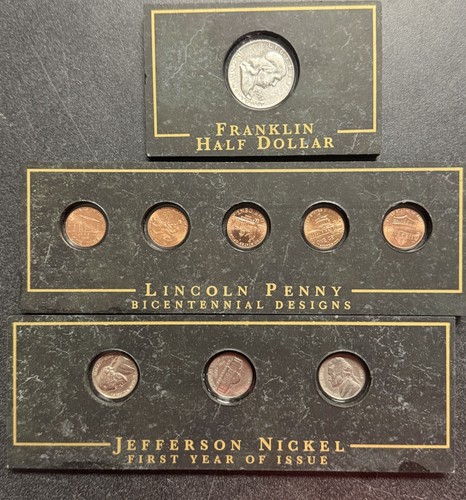 FRANKLIN
HALF DOLLAR
LINCOLN PENNY
BICENTENNIAL DESIGNS
JEFFERSON NICKEL
FIRST YEAR OF ISSUE